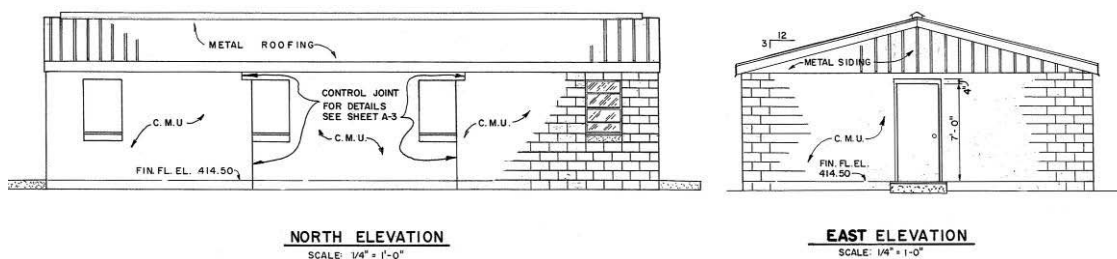 METAL ROOFING
CONTROL JOINT
FOR DETAILS
SEE SHEET A-3
C.M.U.
C.M.U.
C.M.U.
FIN. FL. EL. 414.50
NORTH ELEVATION
SCALE: 1/4" = 1'-0"
12
3
METAL SIDING
4"
7'-0"
C.M.U.
FIN. FL. EL.
414.50
EAST ELEVATION
SCALE: 1/4" = 1-0"